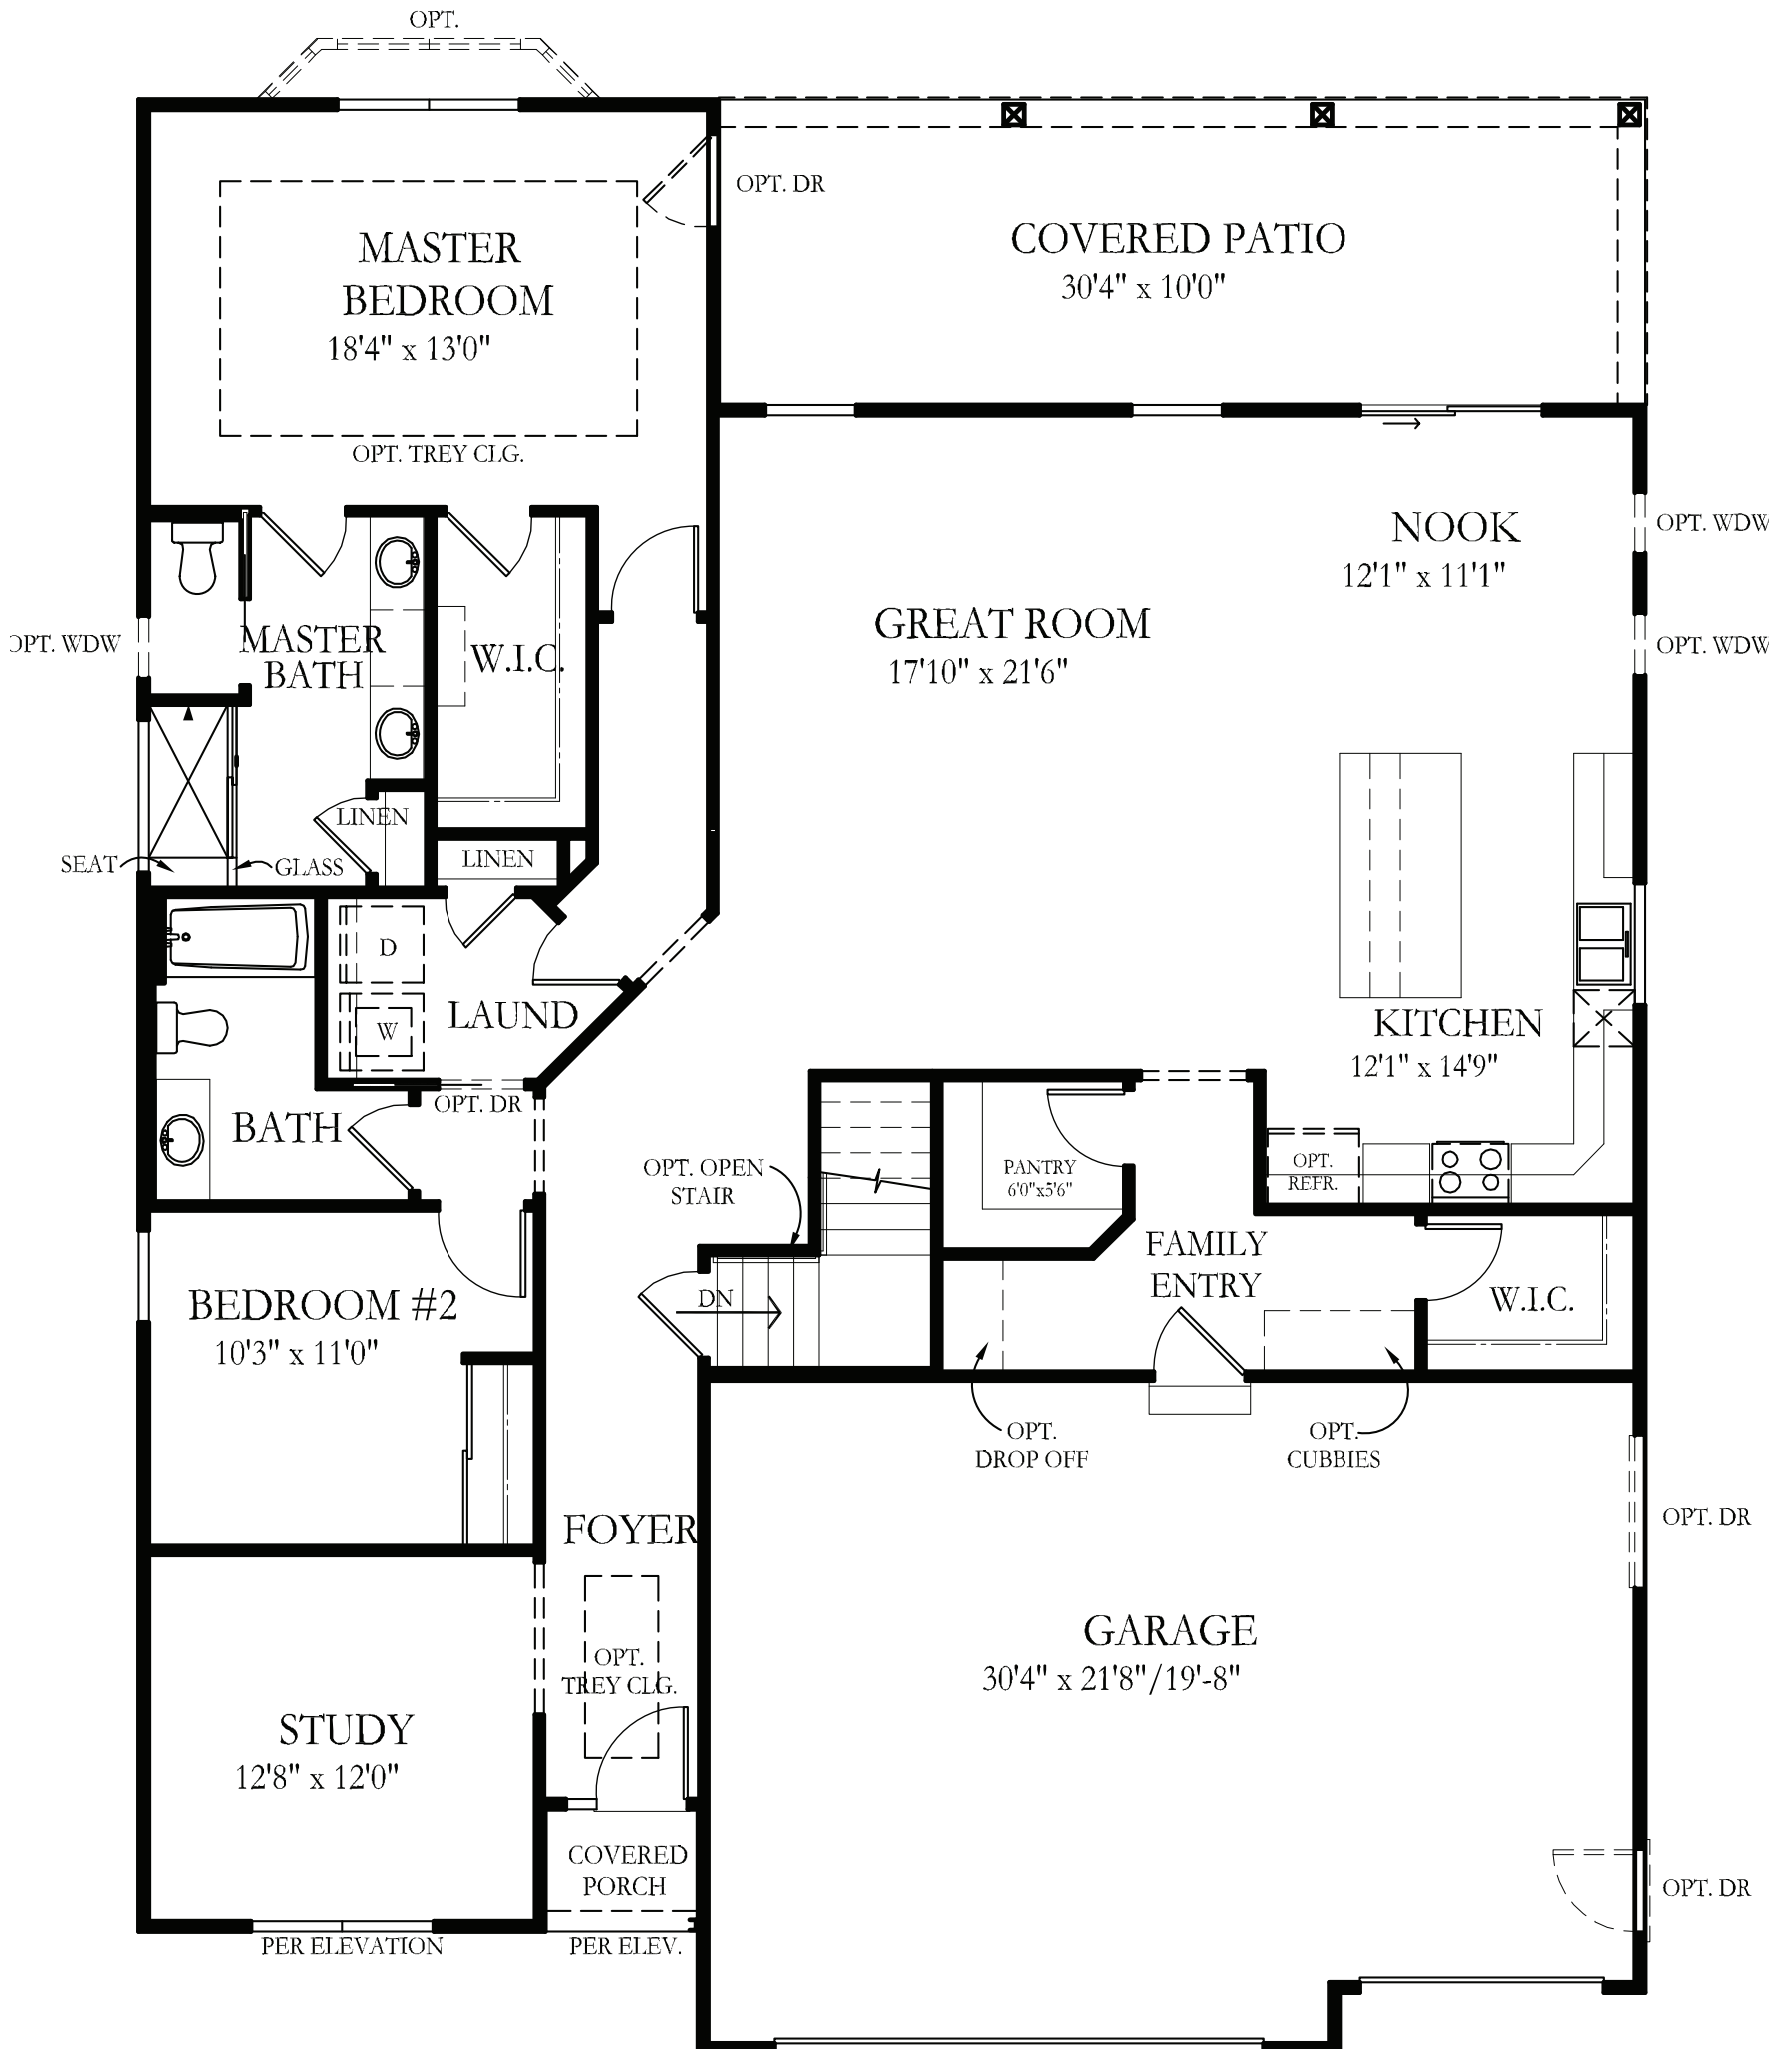 OPT.
OPT. DR
MASTER
BEDROOM
18'4" x 13'0"
OPT. TREY CLG.
COVERED PATIO
30'4" x 10'0"
NOOK
12'1" x 11'1"
OPT. WDW
OPT. WDW
GREAT ROOM
17'10" x 21'6"
OPT. WDW
MASTER
BATH
W.I.C.
LINEN
LINEN
SEAT
GLASS
D
W
LAUND
KITCHEN
12'1" x 14'9"
OPT. DR
BATH
OPT. OPEN
STAIR
PANTRY
6'0"x5'6"
OPT.
REFR.
FAMILY
ENTRY
W.I.C.
DN
BEDROOM #2
10'3" x 11'0"
OPT.
DROP OFF
OPT.
CUBBIES
OPT. DR
FOYER
OPT.
TREY CLG.
GARAGE
30'4" x 21'8"/19'-8"
STUDY
12'8" x 12'0"
COVERED
PORCH
OPT. DR
PER ELEVATION
PER ELEV.